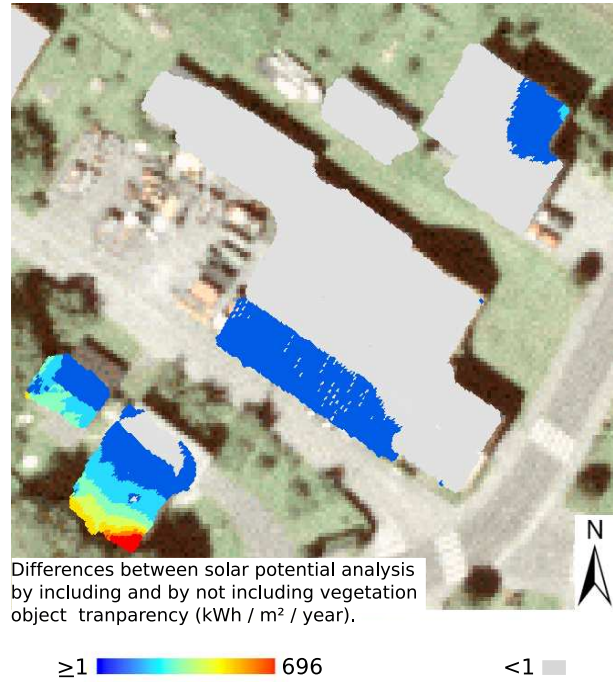 N
Differences between solar potential analysis
by including and by not including vegetation
object tranparency (kWh / m² / year).
≥1 696 <1